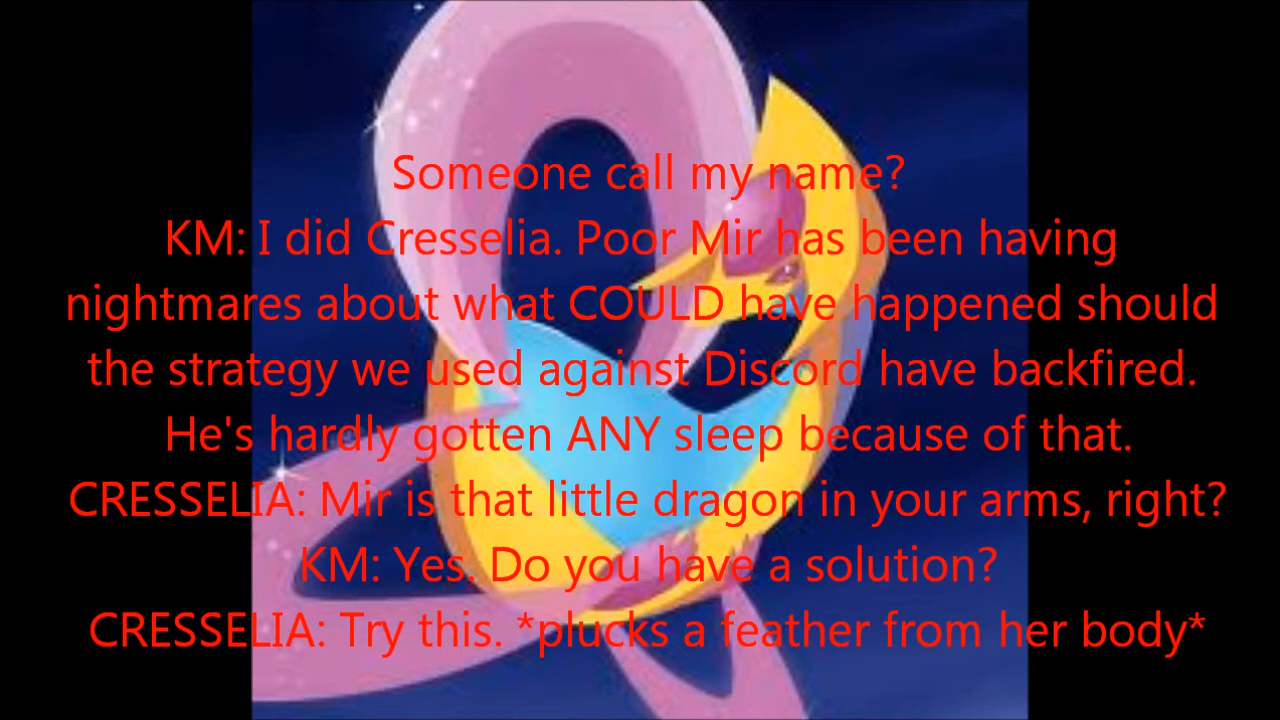 Someone call my name?
KM: I did Cresselia. Poor Mir has been having
nightmares about what COULD have happened should
the strategy we used against Discord have backfired.
He's hardly gotten ANY sleep because of that.
CRESSELIA: Mir is that little dragon in your arms, right?
KM: Yes. Do you have a solution?
CRESSELIA: Try this. *plucks a feather from her body*